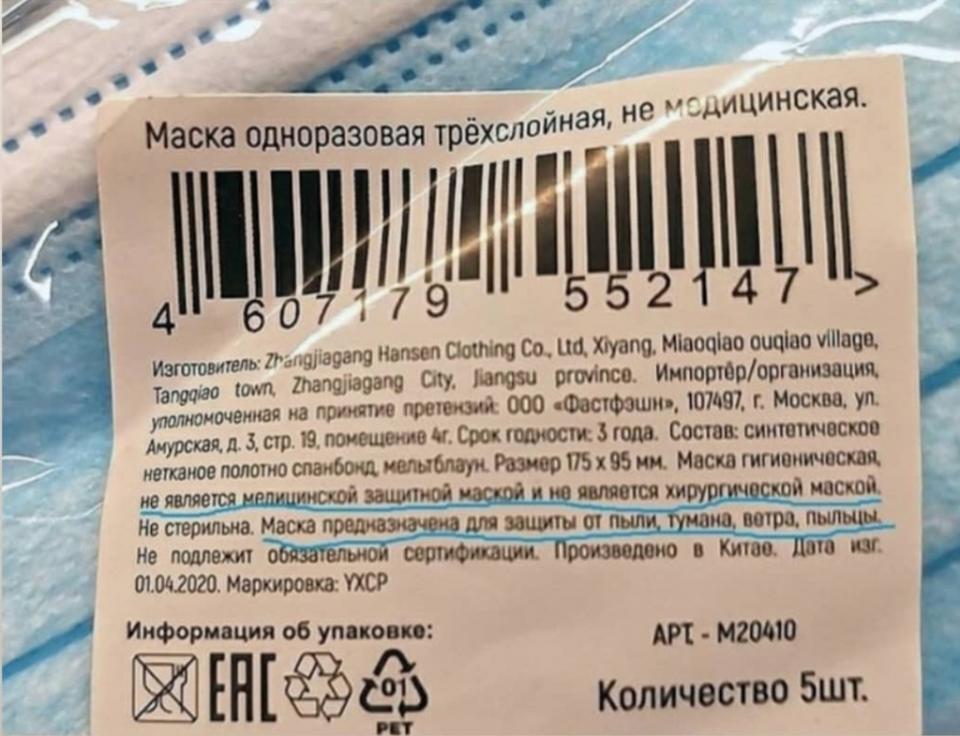 Маска одноразовая трёхслойная, не медицинская.
4 607179 552147 >
Изготовитель: Zhangjiagang Hansen Clothing Co., Ltd, Xiyang, Miaoqiao ouqiao village,
Tangqiao town, Zhangjiagang City, Jiangsu province. Импортёр/организация,
уполномоченная на принятие претензий: ООО «Фастфэшн», 107497, г. Москва, ул.
Амурская, д. 3, стр. 19, помещение 4г. Срок годности: 3 года. Состав: синтетическое
нетканое полотно спанбонд, мельтблаун. Размер 175 х 95 мм. Маска гигиеническая,
не является медицинской защитной маской и не является хирургической маской.
Не стерильна. Маска предназначена для защиты от пыли, тумана, ветра, пыльцы.
Не подлежит обязательной сертификации. Произведено в Китае. Дата изг.
01.04.2020. Маркировка: YXCP
Информация об упаковке:
АРТ - М20410
EAC
01
PET
Количество 5шт.